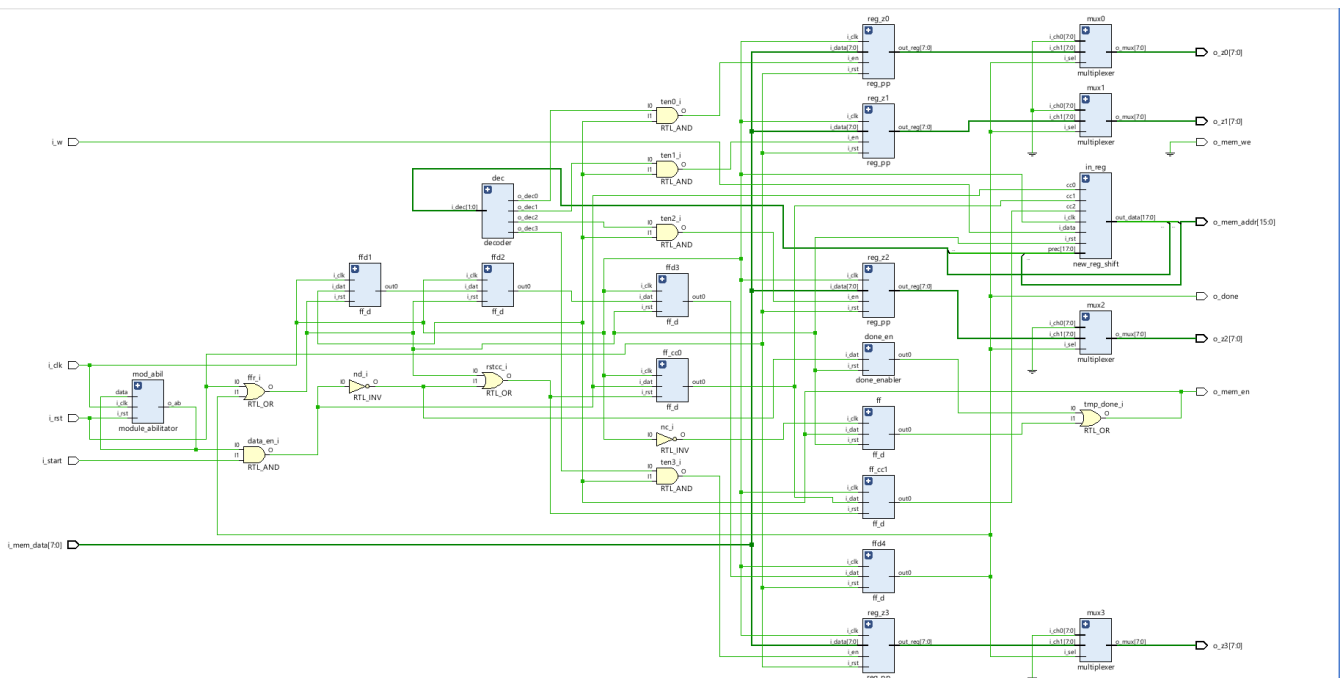 reg_z0
i_clk
i_data[7:0]
i_en
i_rst
out_reg[7:0]
reg_pp
mux0
i_ch0[7:0]
i_ch1[7:0]
i_sel
o_mux[7:0]
multiplexer
o_z0[7:0]
reg_z1
i_clk
i_data[7:0]
i_en
i_rst
out_reg[7:0]
reg_pp
mux1
i_ch0[7:0]
i_ch1[7:0]
i_sel
o_mux[7:0]
multiplexer
o_z1[7:0]
ten0_i
I0
I1
O
RTL_AND
i_w
o_mem_we
ten1_i
I0
I1
O
RTL_AND
dec
i_dec[1:0]
o_dec0
o_dec1
o_dec2
o_dec3
decoder
in_reg
cc0
cc1
cc2
i_clk
i_data
i_rst
prec[17:0]
out_data[17:0]
new_reg_shift
o_mem_addr[15:0]
ten2_i
I0
I1
O
RTL_AND
ffd1
i_clk
i_dat
i_rst
out0
ff_d
ffd2
i_clk
i_dat
i_rst
out0
ff_d
ffd3
i_clk
i_dat
i_rst
out0
ff_d
reg_z2
i_clk
i_data[7:0]
i_en
i_rst
out_reg[7:0]
reg_pp
o_done
mux2
i_ch0[7:0]
i_ch1[7:0]
i_sel
o_mux[7:0]
multiplexer
o_z2[7:0]
done_en
i_dat
i_rst
out0
done_enabler
i_clk
mod_abil
data
i_clk
i_rst
o_ab
module_abilitator
ffr_i
I0
I1
O
RTL_OR
nd_i
I0
O
RTL_INV
rstcc_i
I0
I1
O
RTL_OR
ff_cc0
i_clk
i_dat
i_rst
out0
ff_d
o_mem_en
i_rst
ff
i_clk
i_dat
i_rst
out0
ff_d
tmp_done_i
I0
I1
O
RTL_OR
nc_i
I0
O
RTL_INV
i_start
data_en_i
I0
I1
O
RTL_AND
ten3_i
I0
I1
O
RTL_AND
ff_cc1
i_clk
i_dat
i_rst
out0
ff_d
i_mem_data[7:0]
ffd4
i_clk
i_dat
i_rst
out0
ff_d
reg_z3
i_clk
i_data[7:0]
i_en
i_rst
out_reg[7:0]
reg_pp
mux3
i_ch0[7:0]
i_ch1[7:0]
i_sel
o_mux[7:0]
multiplexer
o_z3[7:0]